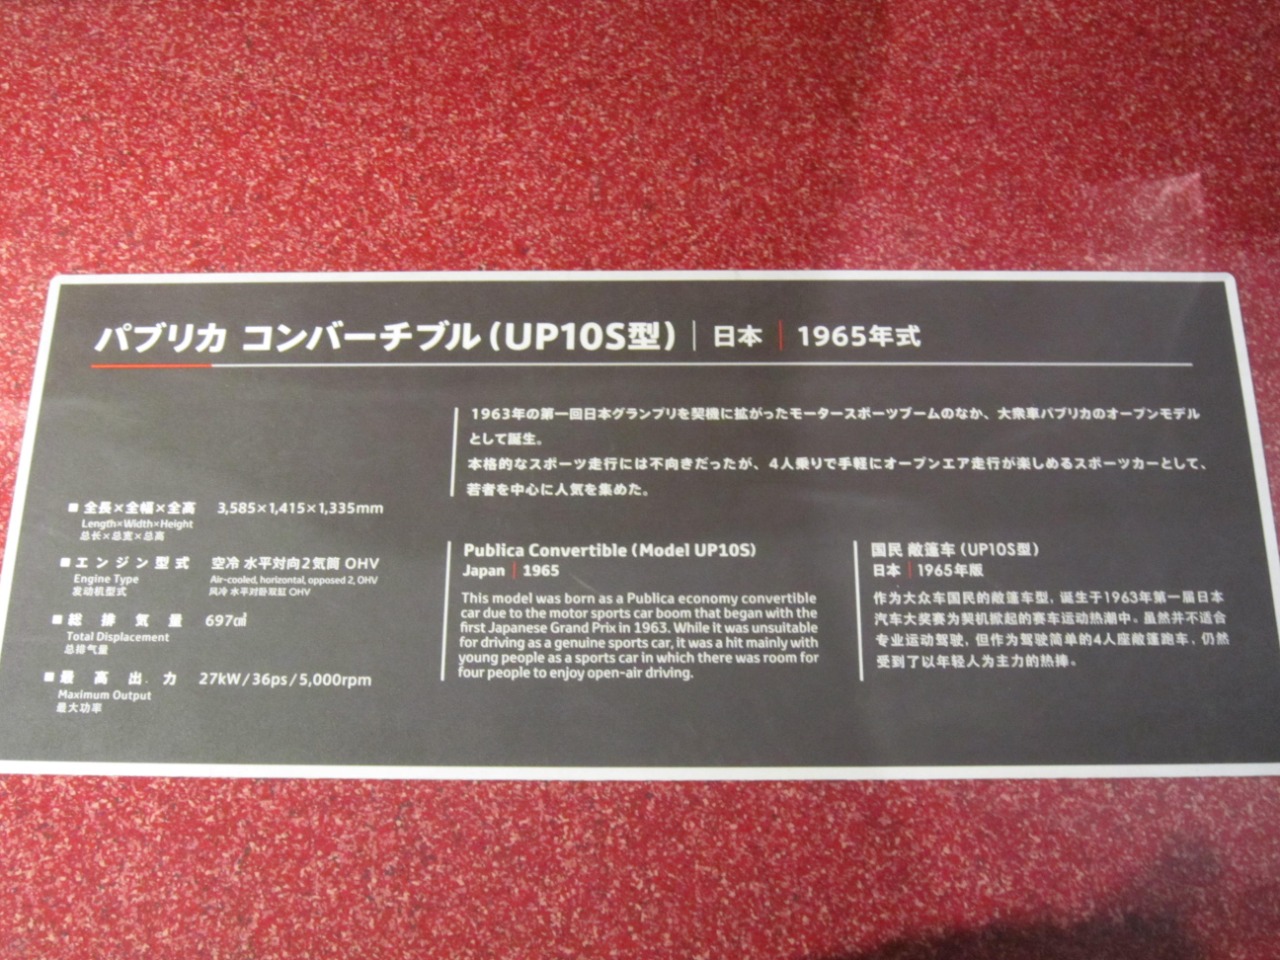 パブリカ コンバーチブル（UP10S型）｜日本｜1965年式
1963年の第一回日本グランプリを契機に拡がったモータースポーツブームのなか、大衆車パブリカのオープンモデル
として誕生。
本格的なスポーツ走行には不向きだったが、4人乗りで手軽にオープンエア走行が楽しめるスポーツカーとして、
若者を中心に人気を集めた。
■全長×全幅×全高 3,585×1,415×1,335mm
Length×Width×Height
总长×总宽×总高
■エンジン型式 空冷 水平対向2気筒 OHV
Engine Type Air-cooled, horizontal, opposed 2, OHV
发动机型式 风冷 水平对卧双缸 OHV
■総排気量 697㎤
Total Displacement
总排气量
■最高出力 27kW/36ps/5,000rpm
Maximum Output
最大功率
Publica Convertible (Model UP10S)
Japan｜1965
This model was born as a Publica economy convertible
car due to the motor sports car boom that began with the
first Japanese Grand Prix in 1963. While it was unsuitable
for driving as a genuine sports car, it was a hit mainly with
young people as a sports car in which there was room for
four people to enjoy open-air driving.
国民 敞篷车（UP10S型）
日本｜1965年版
作为大众车国民的敞篷车型，诞生于1963年第一届日本
汽车大奖赛为契机掀起的赛车运动热潮中。虽然并不适合
专业运动驾驶，但作为驾驶简单的4人座敞篷跑车，仍然
受到了以年轻人为主力的热捧。